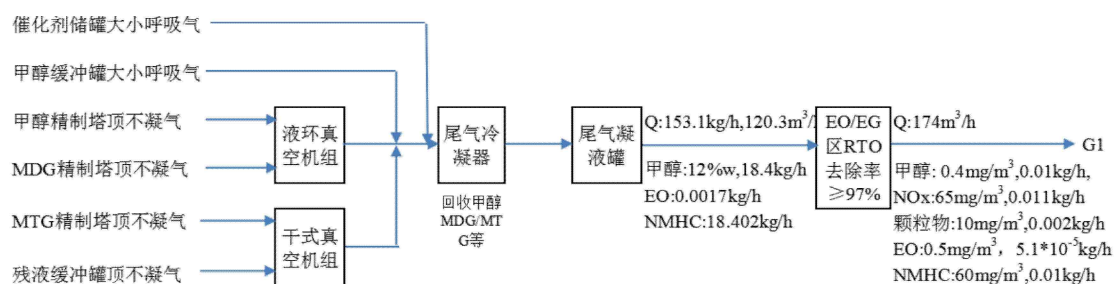 催化剂储罐大小呼吸气
甲醇缓冲罐大小呼吸气
甲醇精制塔顶不凝气
MDG精制塔顶不凝气
MTG精制塔顶不凝气
残液缓冲罐顶不凝气
液环真
空机组
干式真
空机组
尾气冷
凝器
回收甲醇
MDG/MT
G等
尾气凝
液罐
Q:153.1kg/h,120.3m³/
甲醇:12%w,18.4kg/h
EO:0.0017kg/h
NMHC:18.402kg/h
EO/EG
区RTO
去除率
≥97%
Q:174m³/h
G1
甲醇: 0.4mg/m³,0.01kg/h,
NOx:65mg/m³,0.011kg/h
颗粒物:10mg/m³,0.002kg/h
EO:0.5mg/m³，5.1*10⁻⁵kg/h
NMHC:60mg/m³,0.01kg/h